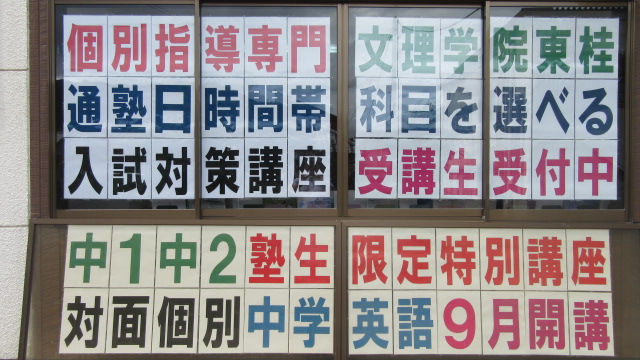 個別指導専門 文理学院東桂
通塾日時間帯 科目を選べる
入試対策講座 受講生受付中
中1中2塾生 限定特別講座
対面個別中学 英語9月開講